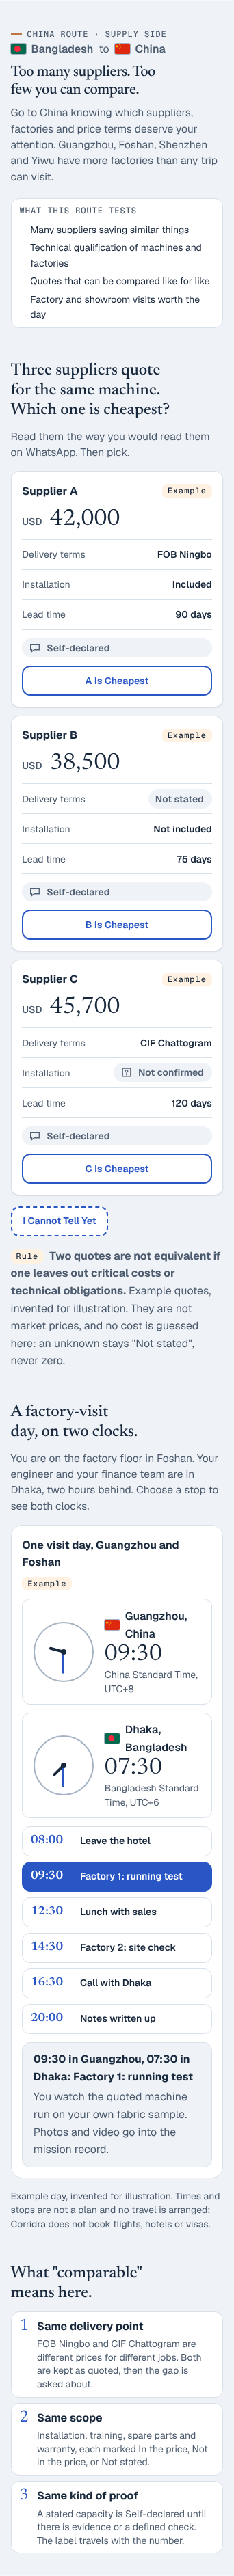 CHINA ROUTE · SUPPLY SIDE
Bangladesh to China
Too many suppliers. Too
few you can compare.
Go to China knowing which suppliers,
factories and price terms deserve your
attention. Guangzhou, Foshan, Shenzhen
and Yiwu have more factories than any trip
can visit.
WHAT THIS ROUTE TESTS
Many suppliers saying similar things
Technical qualification of machines and
factories
Quotes that can be compared like for like
Factory and showroom visits worth the
day
Three suppliers quote
for the same machine.
Which one is cheapest?
Read them the way you would read them
on WhatsApp. Then pick.
Supplier A Example
USD 42,000
Delivery terms FOB Ningbo
Installation Included
Lead time 90 days
Self-declared
A Is Cheapest
Supplier B Example
USD 38,500
Delivery terms Not stated
Installation Not included
Lead time 75 days
Self-declared
B Is Cheapest
Supplier C Example
USD 45,700
Delivery terms CIF Chattogram
Installation Not confirmed
Lead time 120 days
Self-declared
C Is Cheapest
I Cannot Tell Yet
Rule Two quotes are not equivalent if
one leaves out critical costs or
technical obligations. Example quotes,
invented for illustration. They are not
market prices, and no cost is guessed
here: an unknown stays "Not stated",
never zero.
A factory-visit
day, on two clocks.
You are on the factory floor in Foshan. Your
engineer and your finance team are in
Dhaka, two hours behind. Choose a stop to
see both clocks.
One visit day, Guangzhou and
Foshan
Example
Guangzhou,
China
09:30
China Standard Time,
UTC+8
Dhaka,
Bangladesh
07:30
Bangladesh Standard
Time, UTC+6
08:00 Leave the hotel
09:30 Factory 1: running test
12:30 Lunch with sales
14:30 Factory 2: site check
16:30 Call with Dhaka
20:00 Notes written up
09:30 in Guangzhou, 07:30 in
Dhaka: Factory 1: running test
You watch the quoted machine
run on your own fabric sample.
Photos and video go into the
mission record.
Example day, invented for illustration. Times and
stops are not a plan and no travel is arranged:
Corridra does not book flights, hotels or visas.
What "comparable"
means here.
1 Same delivery point
FOB Ningbo and CIF Chattogram are
different prices for different jobs. Both
are kept as quoted, then the gap is
asked about.
2 Same scope
Installation, training, spare parts and
warranty, each marked In the price, Not
in the price, or Not stated.
3 Same kind of proof
A stated capacity is Self-declared until
there is evidence or a defined check.
The label travels with the number.